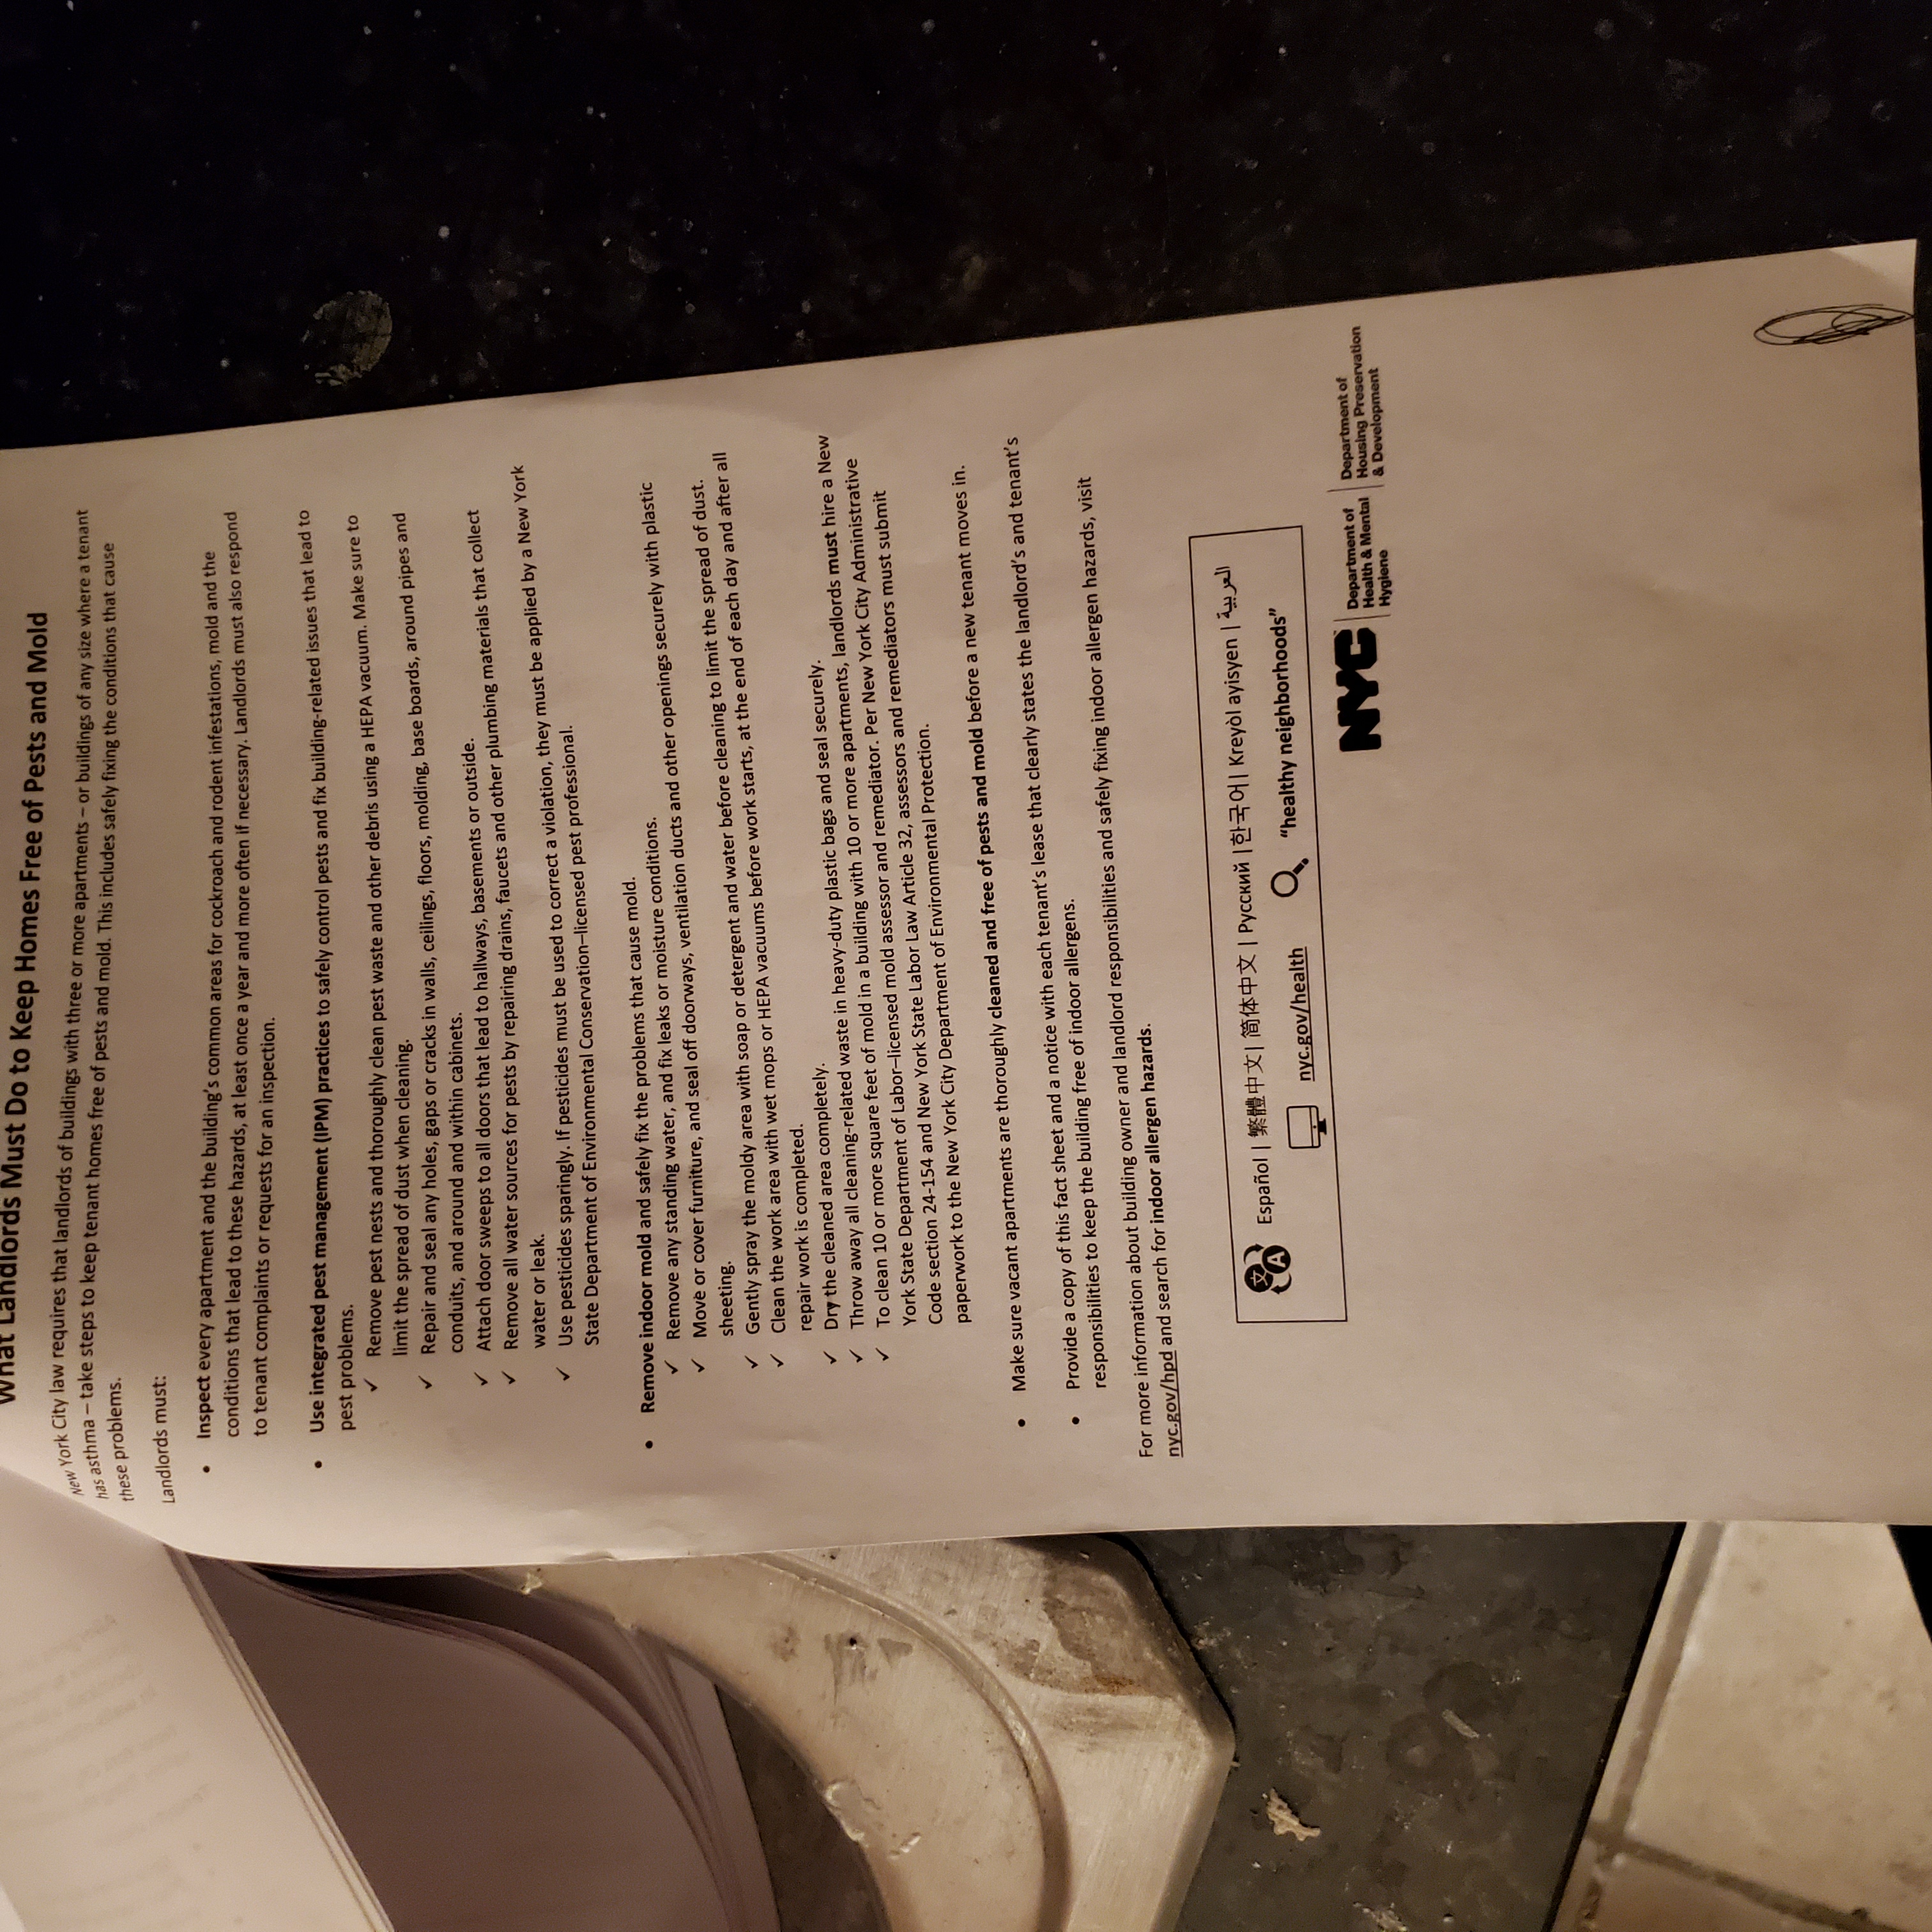 What Landlords Must Do to Keep Homes Free of Pests and Mold
New York City law requires that landlords of buildings with three or more apartments – or buildings of any size where a tenant
has asthma – take steps to keep tenant homes free of pests and mold. This includes safely fixing the conditions that cause
these problems.
Landlords must:
• Inspect every apartment and the building's common areas for cockroach and rodent infestations, mold and the
conditions that lead to these hazards, at least once a year and more often if necessary. Landlords must also respond
to tenant complaints or requests for an inspection.
• Use integrated pest management (IPM) practices to safely control pests and fix building-related issues that lead to
pest problems.
✓ Remove pest nests and thoroughly clean pest waste and other debris using a HEPA vacuum. Make sure to
limit the spread of dust when cleaning.
✓ Repair and seal any holes, gaps or cracks in walls, ceilings, floors, molding, base boards, around pipes and
conduits, and around and within cabinets.
✓ Attach door sweeps to all doors that lead to hallways, basements or outside.
✓ Remove all water sources for pests by repairing drains, faucets and other plumbing materials that collect
water or leak.
✓ Use pesticides sparingly. If pesticides must be used to correct a violation, they must be applied by a New York
State Department of Environmental Conservation–licensed pest professional.
• Remove indoor mold and safely fix the problems that cause mold.
✓ Remove any standing water, and fix leaks or moisture conditions.
✓ Move or cover furniture, and seal off doorways, ventilation ducts and other openings securely with plastic
sheeting.
✓ Gently spray the moldy area with soap or detergent and water before cleaning to limit the spread of dust.
✓ Clean the work area with wet mops or HEPA vacuums before work starts, at the end of each day and after all
repair work is completed.
✓ Dry the cleaned area completely.
✓ Throw away all cleaning-related waste in heavy-duty plastic bags and seal securely.
✓ To clean 10 or more square feet of mold in a building with 10 or more apartments, landlords must hire a New
York State Department of Labor–licensed mold assessor and remediator. Per New York City Administrative
Code section 24-154 and New York State Labor Law Article 32, assessors and remediators must submit
paperwork to the New York City Department of Environmental Protection.
• Make sure vacant apartments are thoroughly cleaned and free of pests and mold before a new tenant moves in.
• Provide a copy of this fact sheet and a notice with each tenant's lease that clearly states the landlord's and tenant's
responsibilities to keep the building free of indoor allergens.
For more information about building owner and landlord responsibilities and safely fixing indoor allergen hazards, visit
nyc.gov/hpd and search for indoor allergen hazards.
文 A Español | 繁體中文 | 简体中文 | Русский | 한국어 | Kreyòl ayisyen | العربية
nyc.gov/health "healthy neighborhoods"
NYC
Department of
Health & Mental
Hygiene
Department of
Housing Preservation
& Development